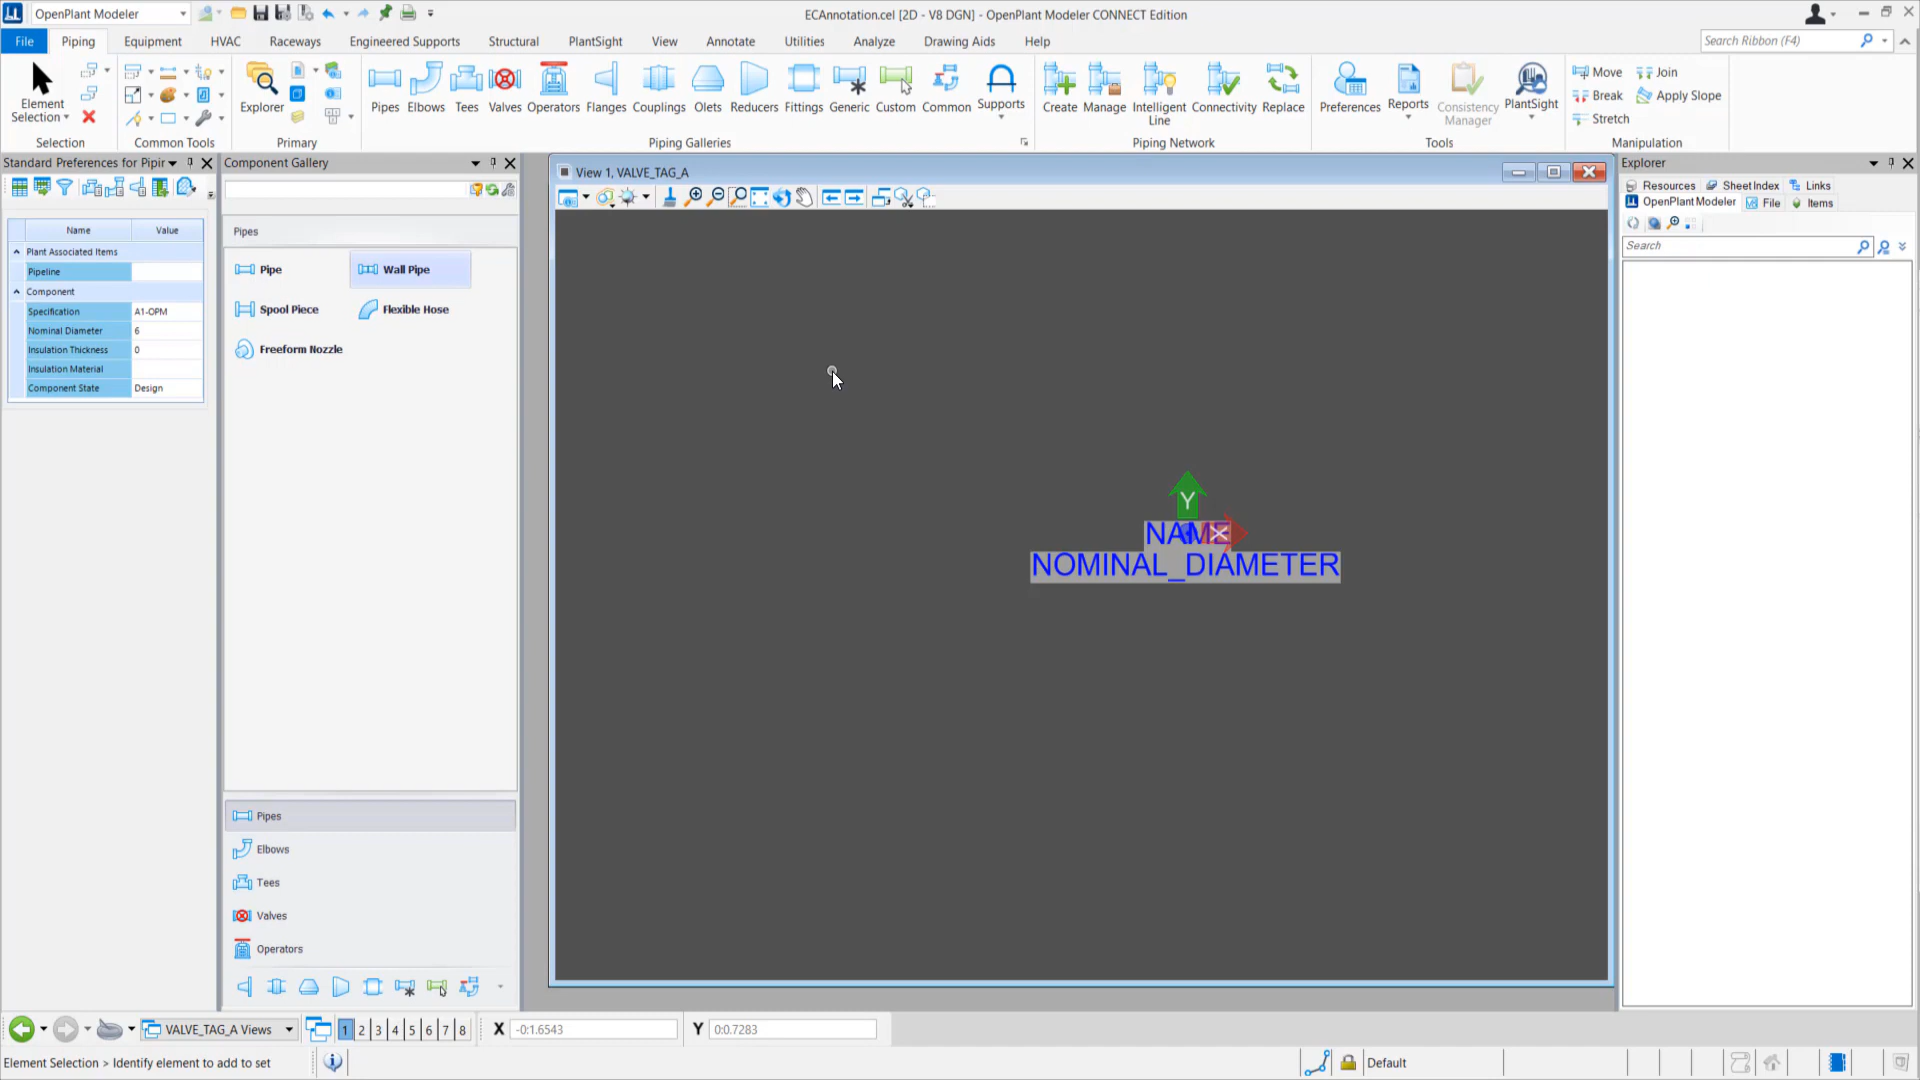 OpenPlant Modeler
ECAnnotation.cel [2D - V8 DGN] - OpenPlant Modeler CONNECT Edition
File
Piping
Equipment
HVAC
Raceways
Engineered Supports
Structural
PlantSight
View
Annotate
Utilities
Analyze
Drawing Aids
Help
Search Ribbon (F4)
Element
Selection
Explorer
Pipes
Elbows
Tees
Valves
Operators
Flanges
Couplings
Olets
Reducers
Fittings
Generic
Custom
Common
Supports
Create
Manage
Intelligent
Line
Connectivity
Replace
Preferences
Reports
Consistency
Manager
PlantSight
Move
Join
Break
Apply Slope
Stretch
Selection
Common Tools
Primary
Piping Galleries
Piping Network
Tools
Manipulation
Standard Preferences for Pipir
Name
Value
Plant Associated Items
Pipeline
Component
Specification
A1-OPM
Nominal Diameter
6
Insulation Thickness
0
Insulation Material
Component State
Design
Component Gallery
Pipes
Pipe
Wall Pipe
Spool Piece
Flexible Hose
Freeform Nozzle
Pipes
Elbows
Tees
Valves
Operators
View 1, VALVE_TAG_A
Y
X
NAME
NOMINAL_DIAMETER
Explorer
Resources
Sheet Index
Links
OpenPlant Modeler
File
Items
Search
VALVE_TAG_A Views
1 2 3 4 5 6 7 8
X
-0:1.6543
Y
0:0.7283
Element Selection > Identify element to add to set
Default